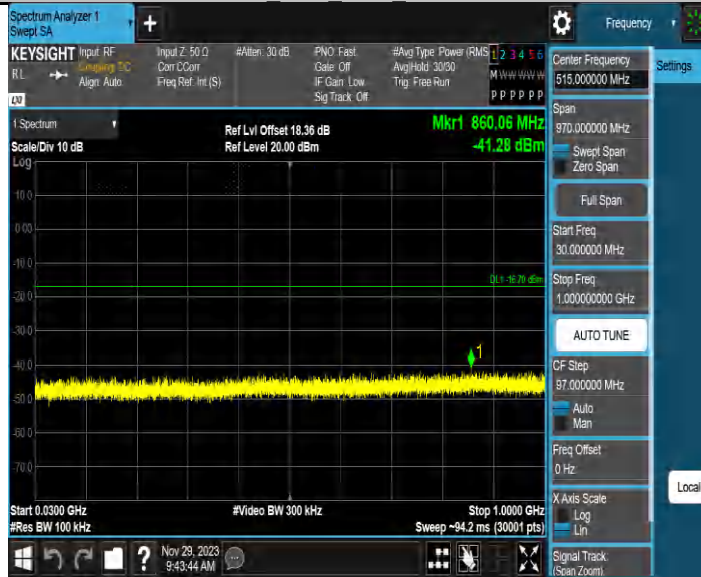 Spectrum Analyzer 1
Swept SA
Frequency
KEYSIGHT
Input: RF
Coupling: DC
Align: Auto
Input Z: 50 Ω
Corr CCorr
Freq Ref: Int (S)
#Atten: 30 dB
PNO: Fast
Gate: Off
IF Gain: Low
Sig Track: Off
#Avg Type: Power (RMS
Avg|Hold: 30/30
Trig: Free Run
1 2 3 4 5 6
M W W W W W
P P P P P P
RL
LXI
1 Spectrum
Scale/Div 10 dB
Log
Ref Lvl Offset 18.36 dB
Ref Level 20.00 dBm
Mkr1 860.06 MHz
-41.28 dBm
10.0
0.00
-10.0
-20.0
-30.0
-40.0
-50.0
-60.0
-70.0
DL1 -16.70 dBm
1
Start 0.0300 GHz
#Res BW 100 kHz
#Video BW 300 kHz
Stop 1.0000 GHz
Sweep ~94.2 ms (30001 pts)
Center Frequency
515.000000 MHz
Settings
Span
970.000000 MHz
Swept Span
Zero Span
Full Span
Start Freq
30.000000 MHz
Stop Freq
1.000000000 GHz
AUTO TUNE
CF Step
97.000000 MHz
Auto
Man
Freq Offset
0 Hz
X Axis Scale
Log
Lin
Local
Signal Track
(Span Zoom)
?
Nov 29, 2023
9:43:44 AM